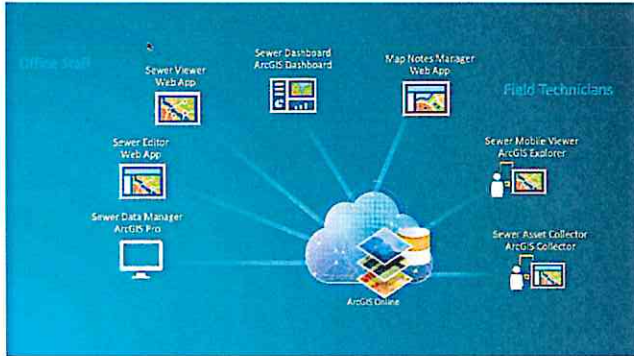 Office Staff
Sewer Dashboard
ArcGIS Dashboard
Map Notes Manager
Web App
Sewer Viewer
Web App
Field Technicians
Sewer Editor
Web App
Sewer Mobile Viewer
ArcGIS Explorer
Sewer Data Manager
ArcGIS Pro
Sewer Asset Collector
ArcGIS Collector
ArcGIS Online